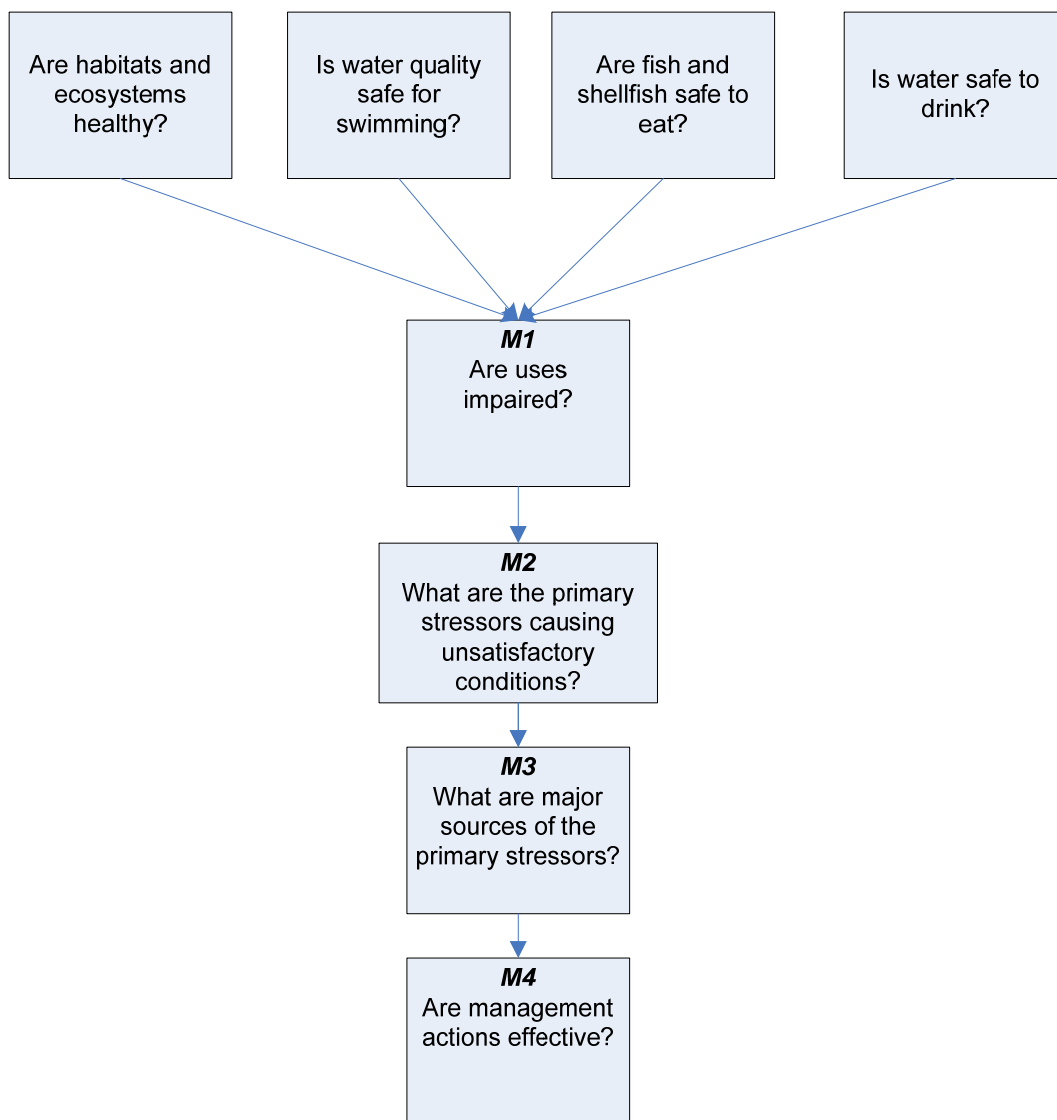 Are habitats and
ecosystems
healthy?
Is water quality
safe for
swimming?
Are fish and
shellfish safe to
eat?
Is water safe to
drink?
M1
Are uses
impaired?
M2
What are the primary
stressors causing
unsatisfactory
conditions?
M3
What are major
sources of the
primary stressors?
M4
Are management
actions effective?